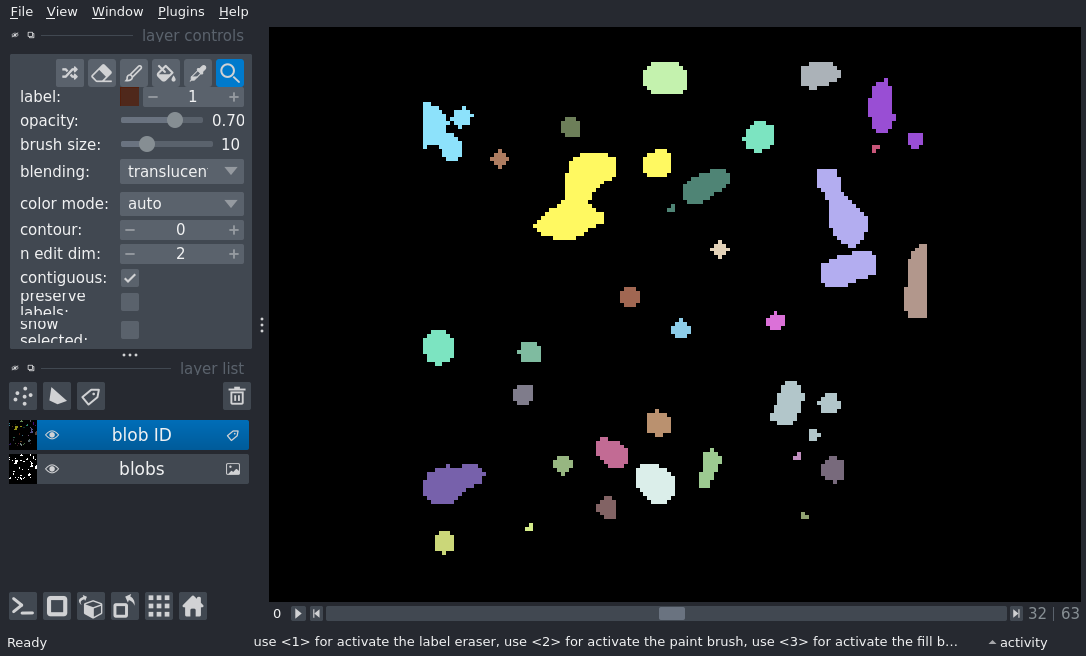 File View Window Plugins Help
layer controls
label: 1
opacity: 0.70
brush size: 10
blending: translucen
color mode: auto
contour: 0
n edit dim: 2
contiguous:
preserve
labels:
show
selected:
layer list
blob ID
blobs
0 32 | 63
Ready use <1> for activate the label eraser, use <2> for activate the paint brush, use <3> for activate the fill b... activity